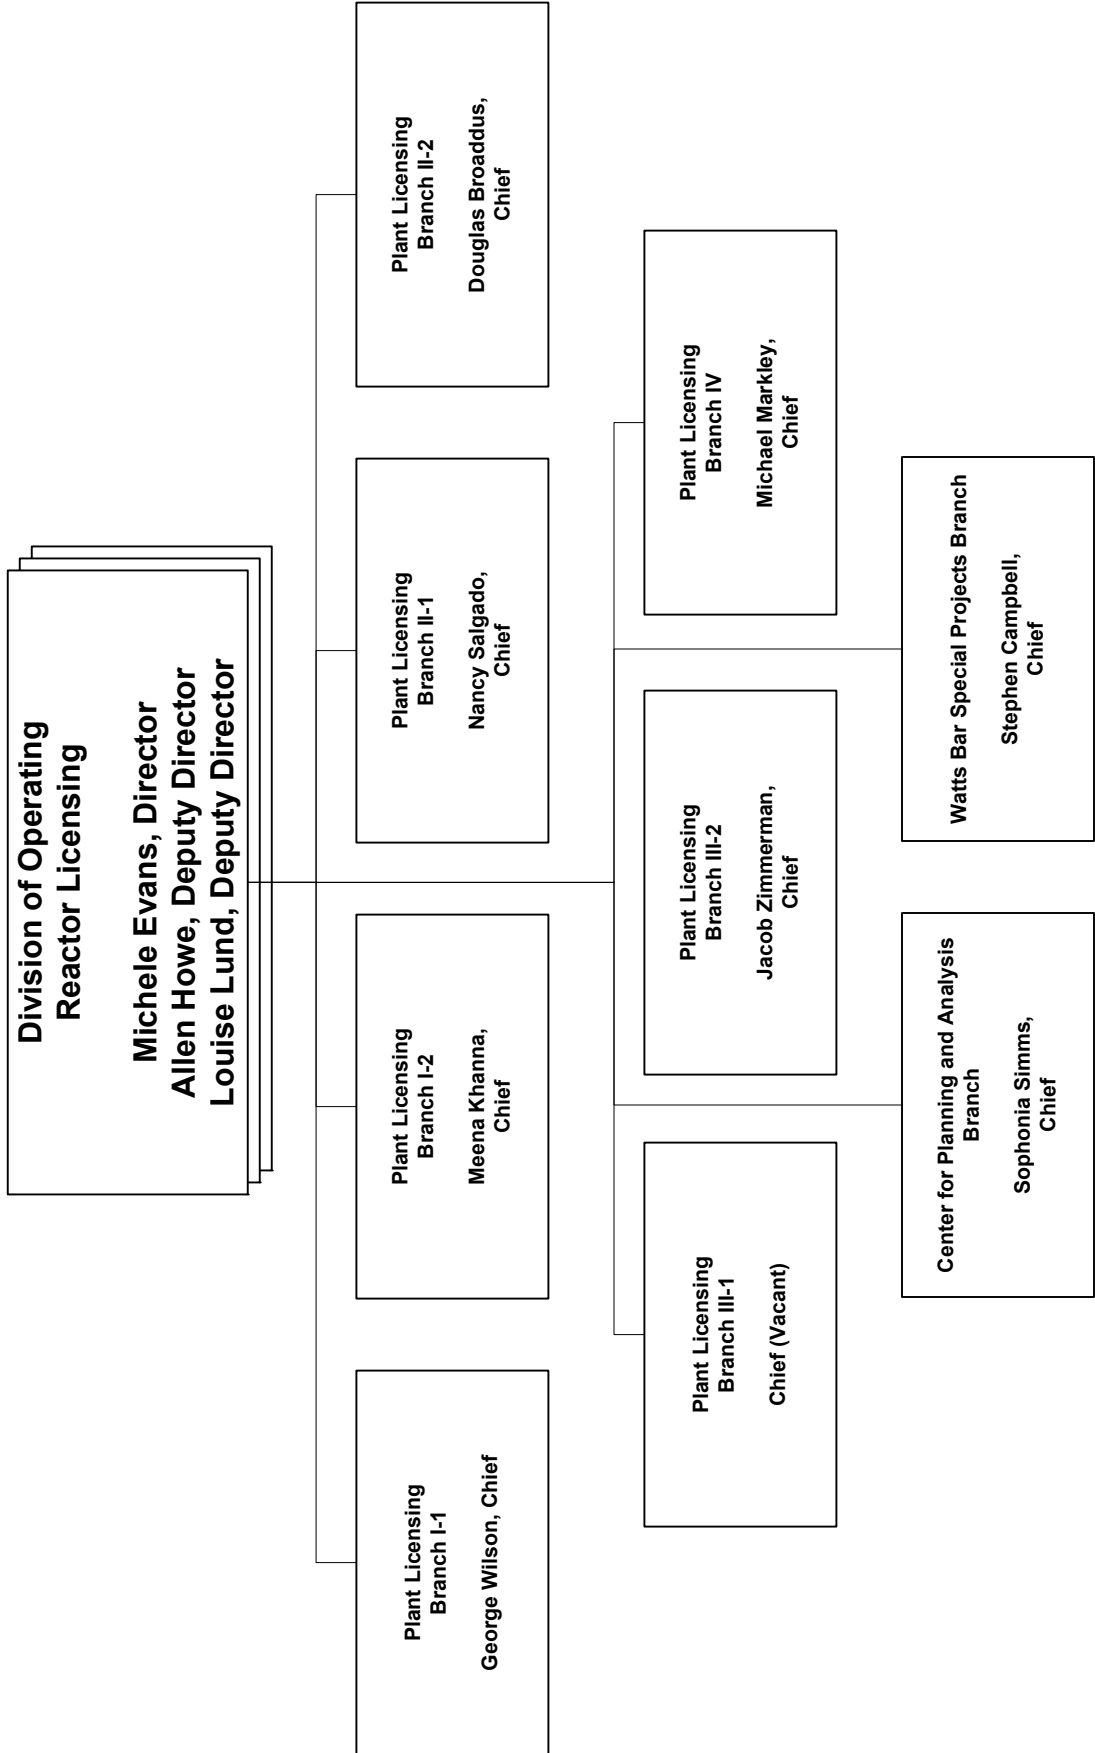 Division of Operating
Reactor Licensing
Michele Evans, Director
Allen Howe, Deputy Director
Louise Lund, Deputy Director
Plant Licensing
Branch I-1
George Wilson, Chief
Plant Licensing
Branch I-2
Meena Khanna,
Chief
Plant Licensing
Branch II-1
Nancy Salgado,
Chief
Plant Licensing
Branch II-2
Douglas Broaddus,
Chief
Plant Licensing
Branch III-1
Chief (Vacant)
Plant Licensing
Branch III-2
Jacob Zimmerman,
Chief
Plant Licensing
Branch IV
Michael Markley,
Chief
Center for Planning and Analysis
Branch
Sophonia Simms,
Chief
Watts Bar Special Projects Branch
Stephen Campbell,
Chief